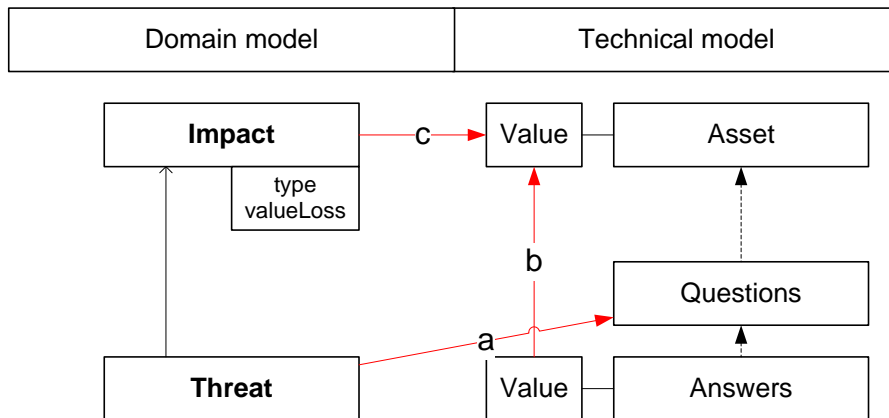 Domain model
Technical model
Impact
c
Value
Asset
type
valueLoss
b
Questions
a
Threat
Value
Answers